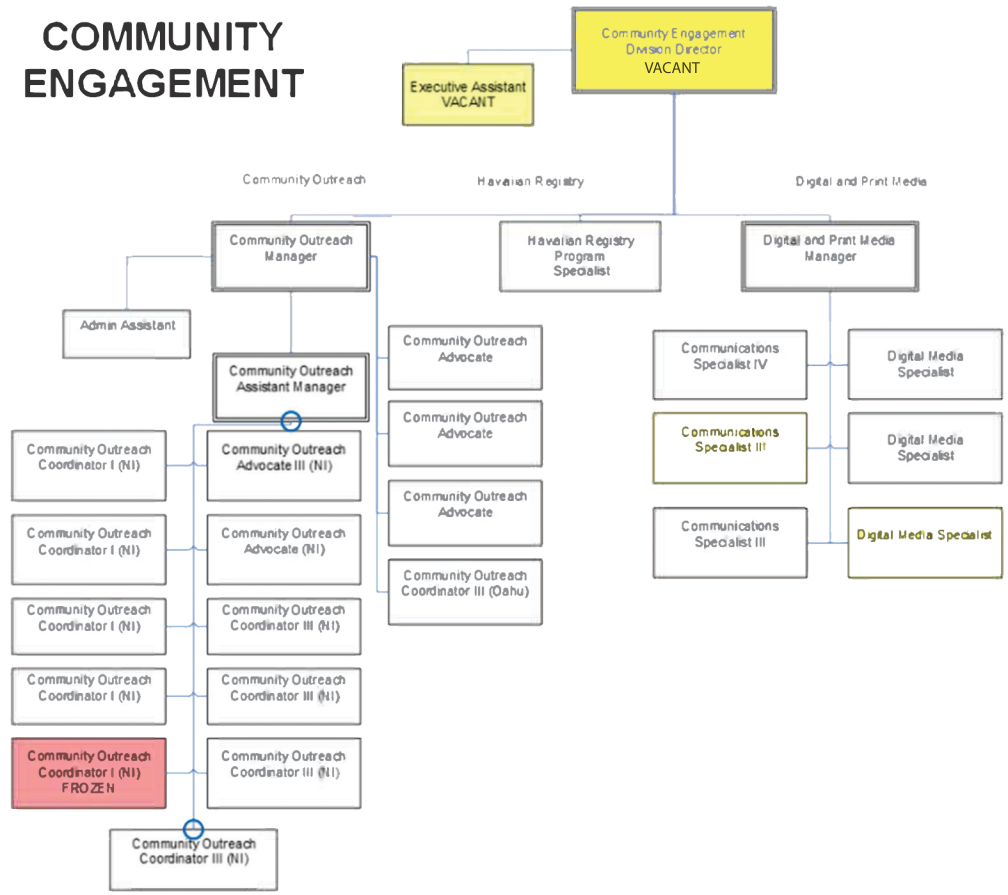 COMMUNITY
ENGAGEMENT
Community Engagement
Division Director
VACANT
Executive Assistant
VACANT
Community Outreach
Hawaiian Registry
Digital and Print Media
Community Outreach
Manager
Hawaiian Registry
Program
Specialist
Digital and Print Media
Manager
Admin Assistant
Community Outreach
Assistant Manager
Community Outreach
Advocate
Community Outreach
Advocate
Community Outreach
Advocate
Community Outreach
Coordinator III (Oahu)
Communications
Specialist IV
Digital Media
Specialist
Communications
Specialist III
Digital Media
Specialist
Communications
Specialist III
Digital Media Specialist
Community Outreach
Coordinator I (NI)
Community Outreach
Advocate III (NI)
Community Outreach
Coordinator I (NI)
Community Outreach
Advocate (NI)
Community Outreach
Coordinator I (NI)
Community Outreach
Coordinator III (NI)
Community Outreach
Coordinator I (NI)
Community Outreach
Coordinator III (NI)
Community Outreach
Coordinator I (NI)
FROZEN
Community Outreach
Coordinator III (NI)
Community Outreach
Coordinator III (NI)